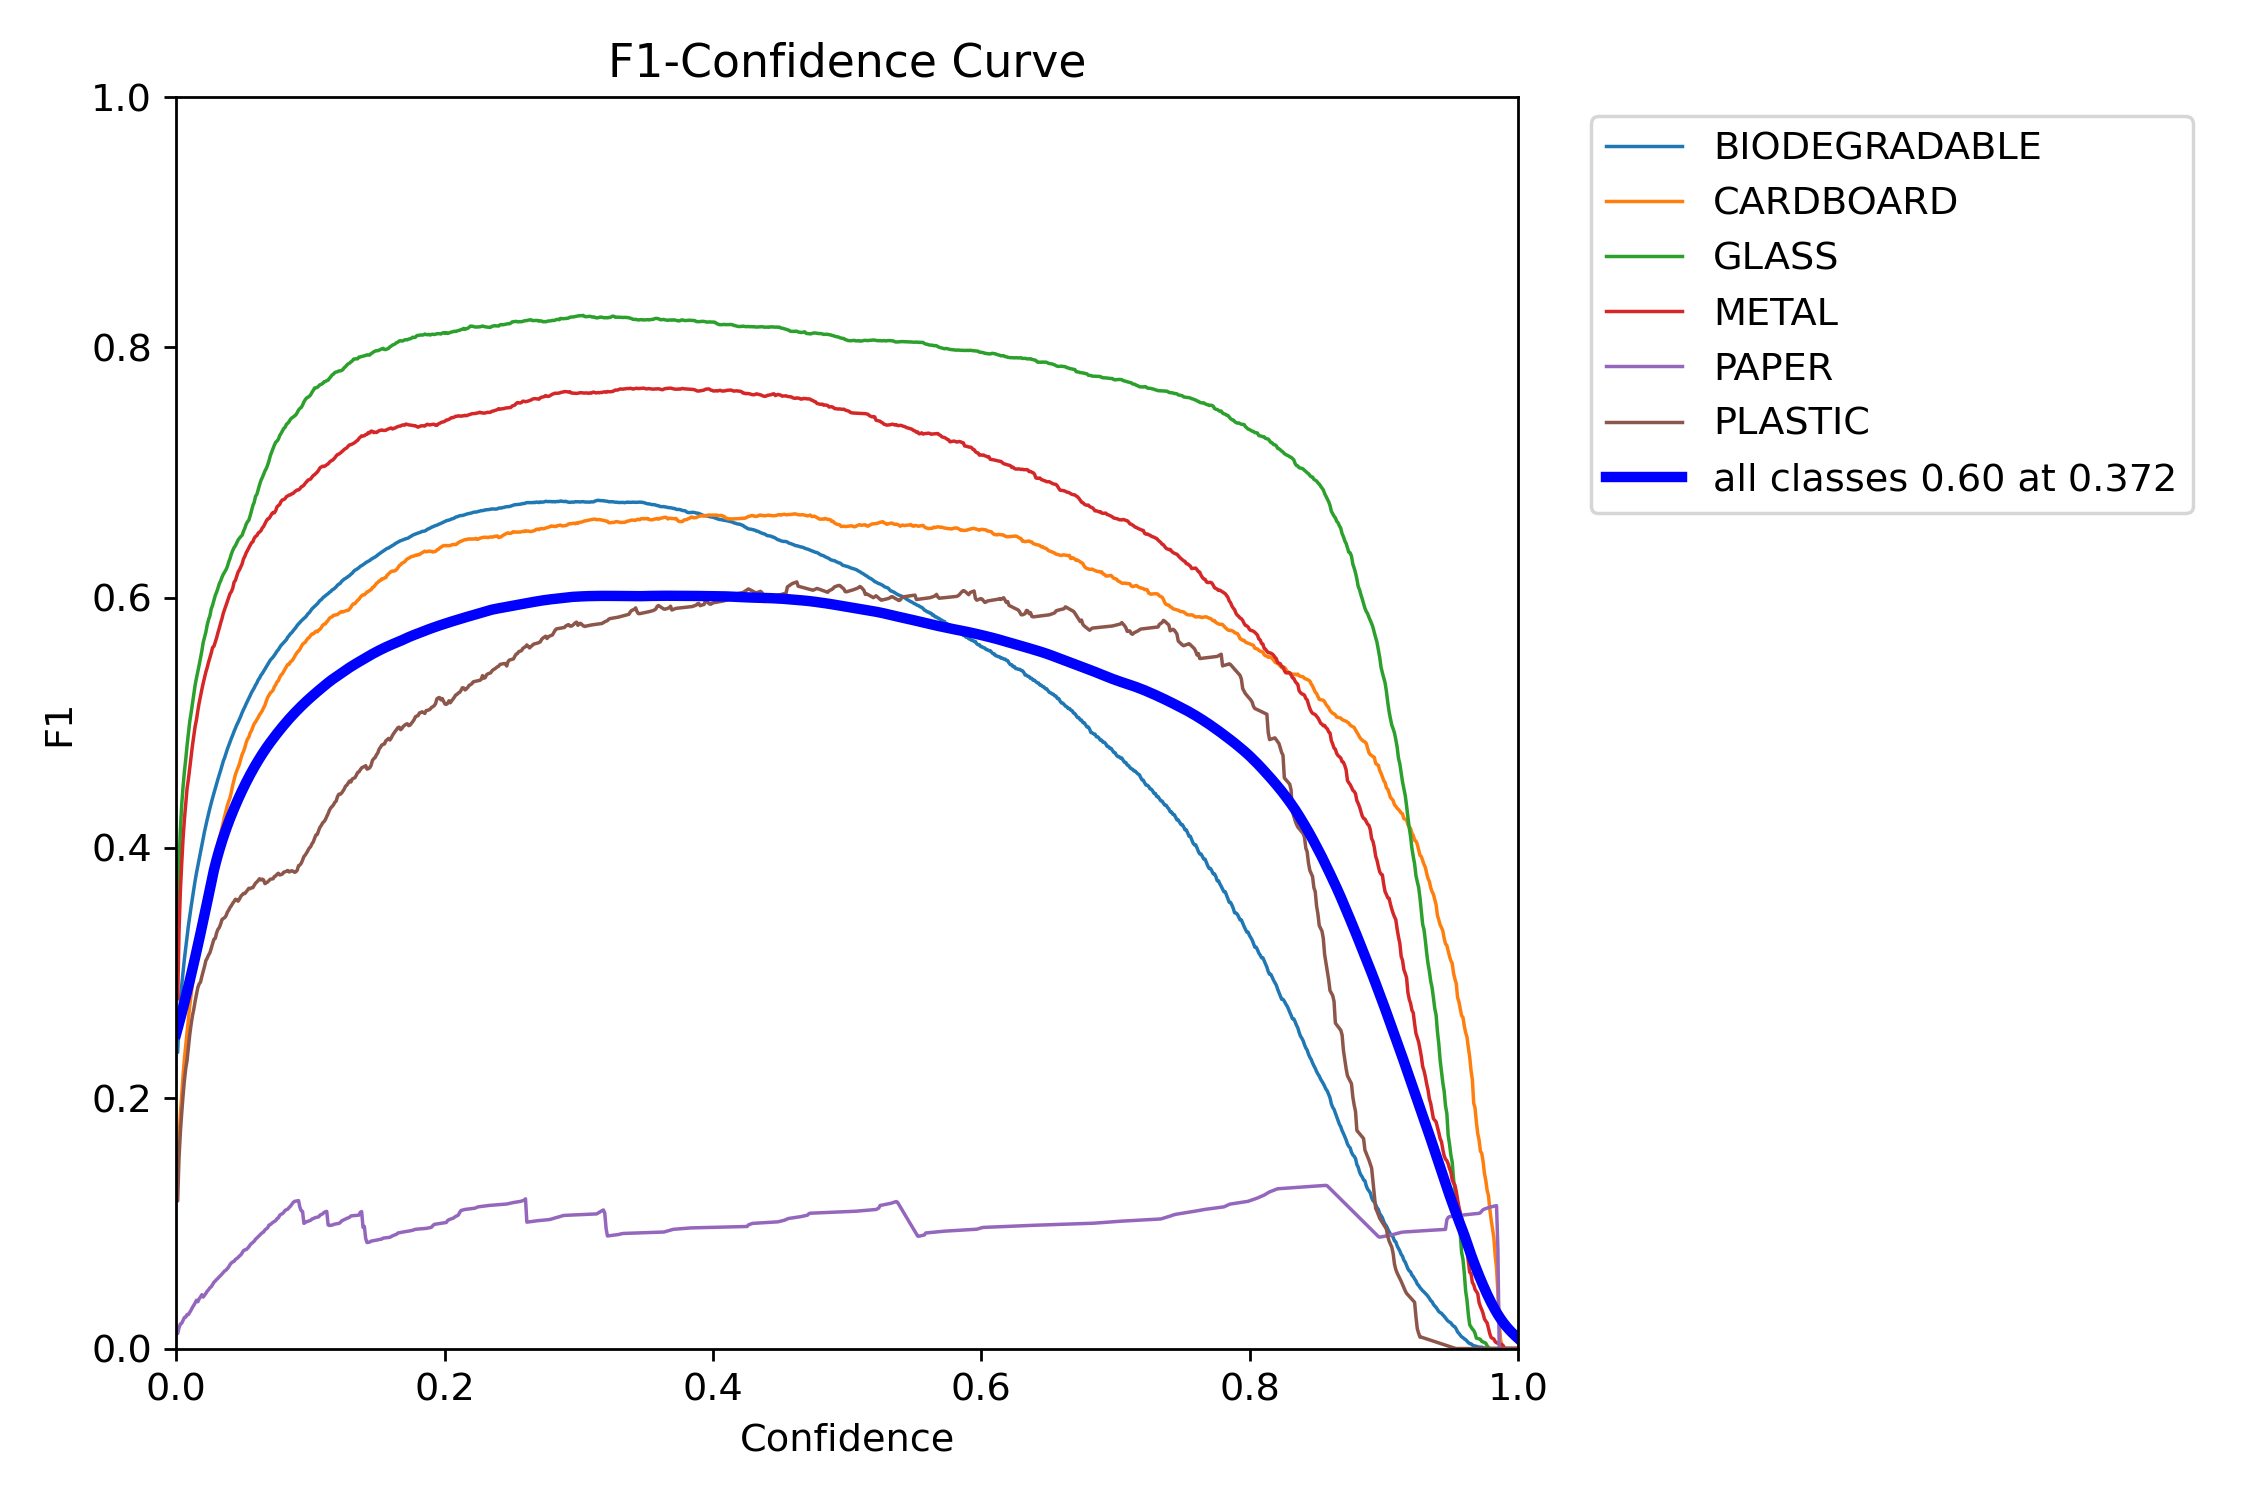 F1-Confidence Curve
1.0
0.8
0.6
0.4
0.2
0.0
F1
0.0 0.2 0.4 0.6 0.8 1.0
Confidence
BIODEGRADABLE
CARDBOARD
GLASS
METAL
PAPER
PLASTIC
all classes 0.60 at 0.372